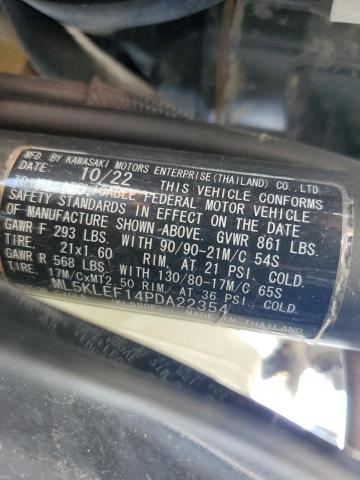 MFD. BY KAWASAKI MOTORS ENTERPRISE (THAILAND) CO., LTD.
DATE: 10/22 THIS VEHICLE CONFORMS
TO FEDERAL MOTOR VEHICLE
SAFETY STANDARDS IN EFFECT ON THE DATE
OF MANUFACTURE SHOWN ABOVE. GVWR 861 LBS.
GAWR F 293 LBS. WITH 90/90-21M/C 54S
TIRE. 21x1.60 RIM. AT 21 PSI. COLD.
GAWR R 568 LBS. WITH 130/80-17M/C 65S
TIRE. 17M/CxMT2.50 RIM. AT 36 PSI. COLD.
ML5KLEF14PDA22354
MADE IN THAILAND